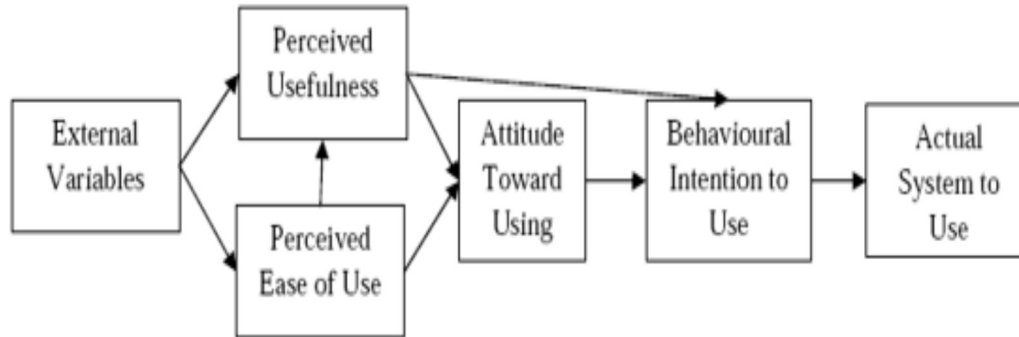 External
Variables
Perceived
Usefulness
Perceived
Ease of Use
Attitude
Toward
Using
Behavioural
Intention to
Use
Actual
System to
Use